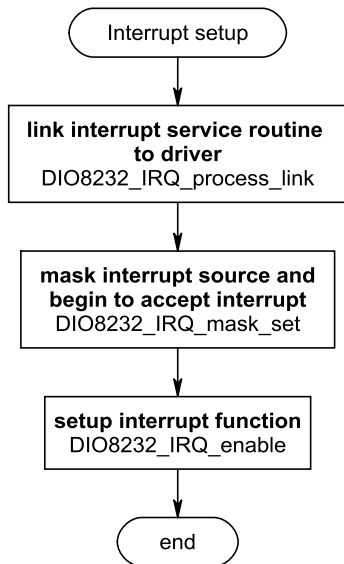 Interrupt setup
link interrupt service routine
to driver
DIO8232_IRQ_process_link
mask interrupt source and
begin to accept interrupt
DIO8232_IRQ_mask_set
setup interrupt function
DIO8232_IRQ_enable
end